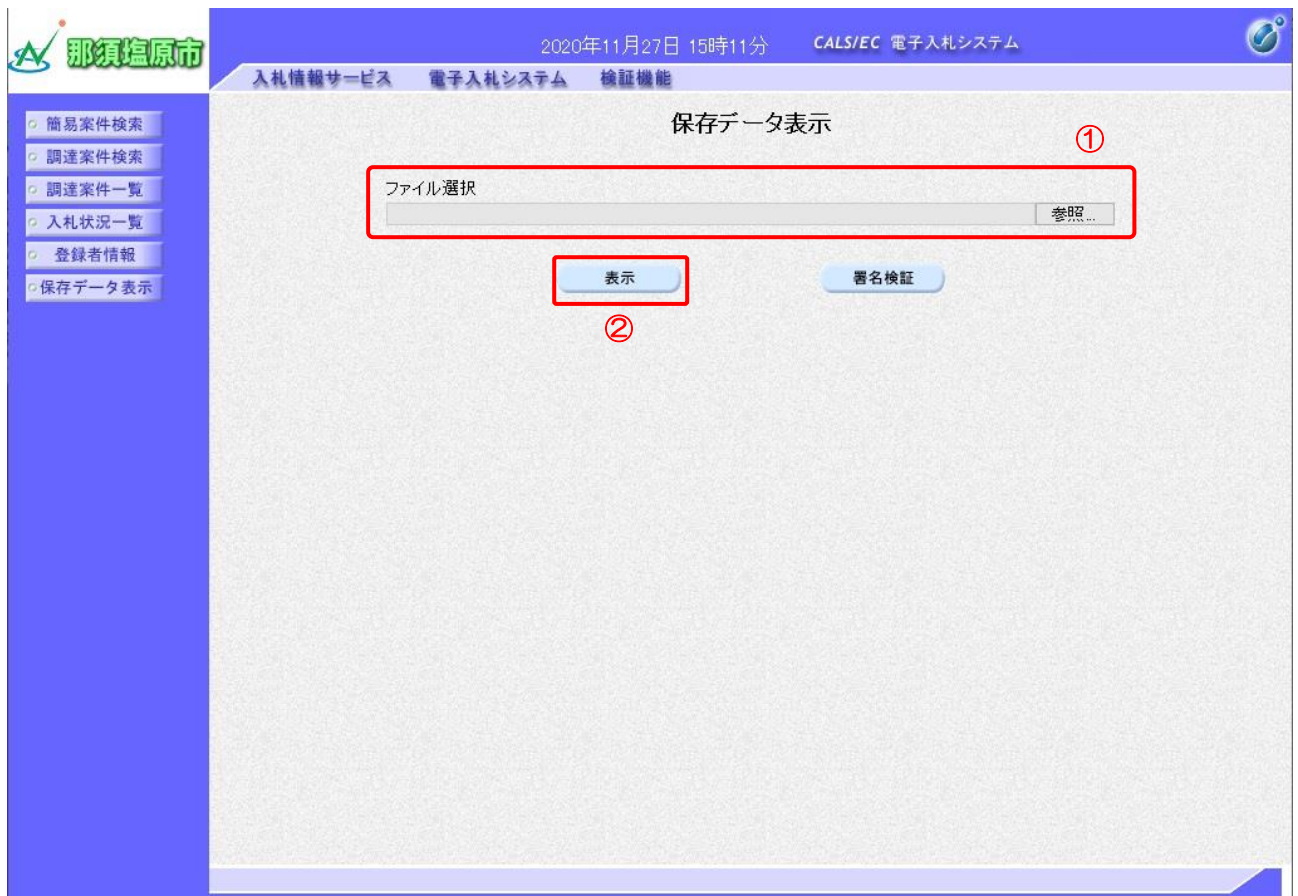 那須塩原市
2020年11月27日 15時11分
CALS/EC 電子入札システム
入札情報サービス 電子入札システム 検証機能
簡易案件検索
調達案件検索
調達案件一覧
入札状況一覧
登録者情報
保存データ表示
保存データ表示
①
ファイル選択
参照...
表示
署名検証
②